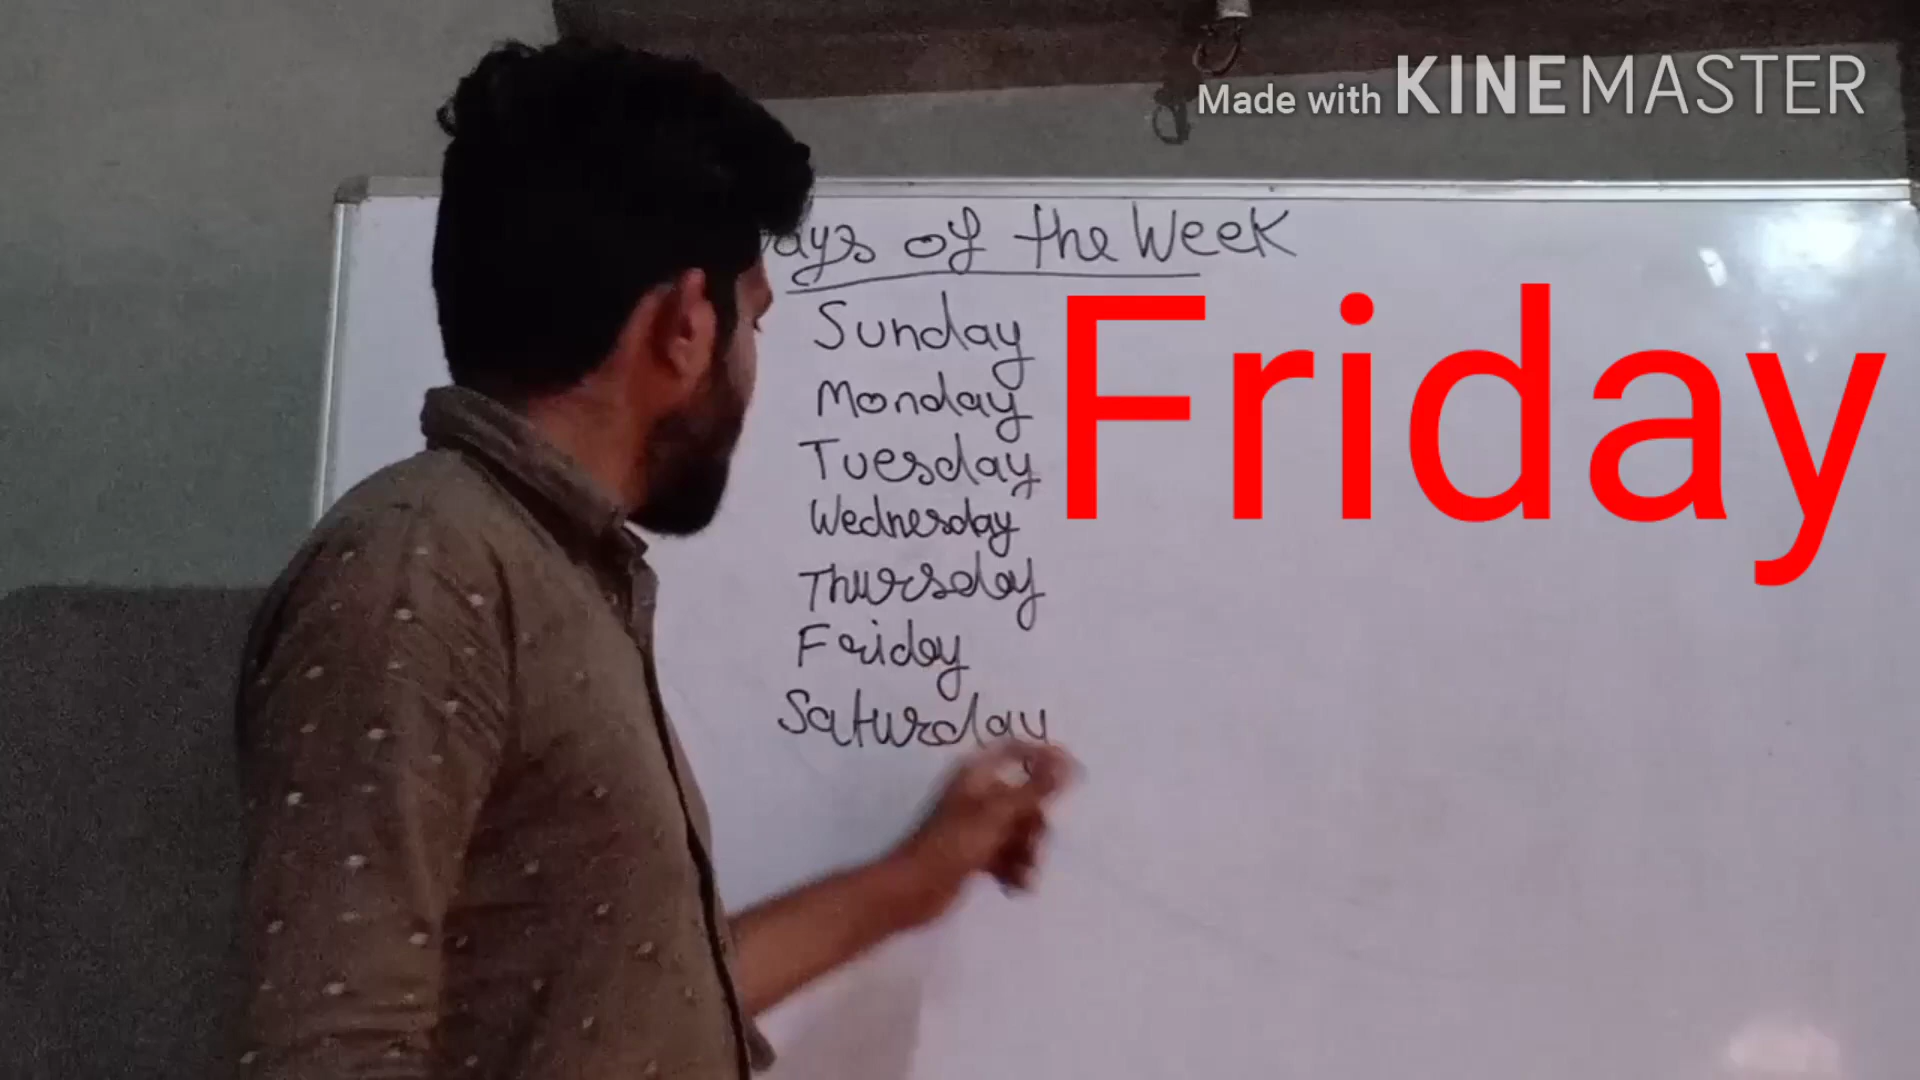 Made with KINEMASTER
Days of the Week
Sunday
Monday
Tuesday
Wednesday
Thursday
Friday
Saturday
Friday